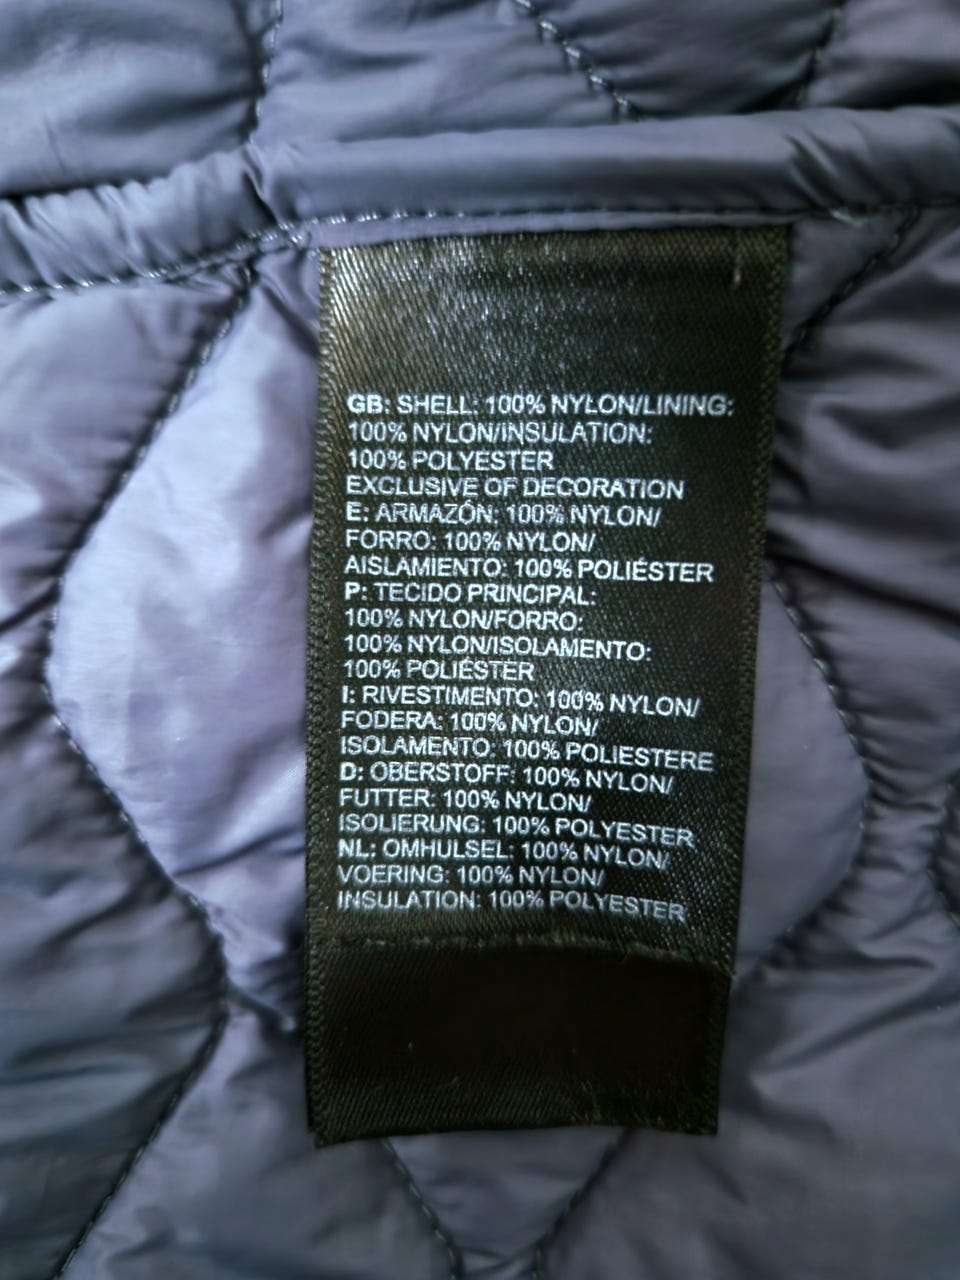 GB: SHELL: 100% NYLON/LINING:
100% NYLON/INSULATION:
100% POLYESTER
EXCLUSIVE OF DECORATION
E: ARMAZÓN: 100% NYLON/
FORRO: 100% NYLON/
AISLAMIENTO: 100% POLIÉSTER
P: TECIDO PRINCIPAL:
100% NYLON/FORRO:
100% NYLON/ISOLAMENTO:
100% POLIÉSTER
I: RIVESTIMENTO: 100% NYLON/
FODERA: 100% NYLON/
ISOLAMENTO: 100% POLIESTERE
D: OBERSTOFF: 100% NYLON/
FUTTER: 100% NYLON/
ISOLIERUNG: 100% POLYESTER
NL: OMHULSEL: 100% NYLON/
VOERING: 100% NYLON/
INSULATION: 100% POLYESTER